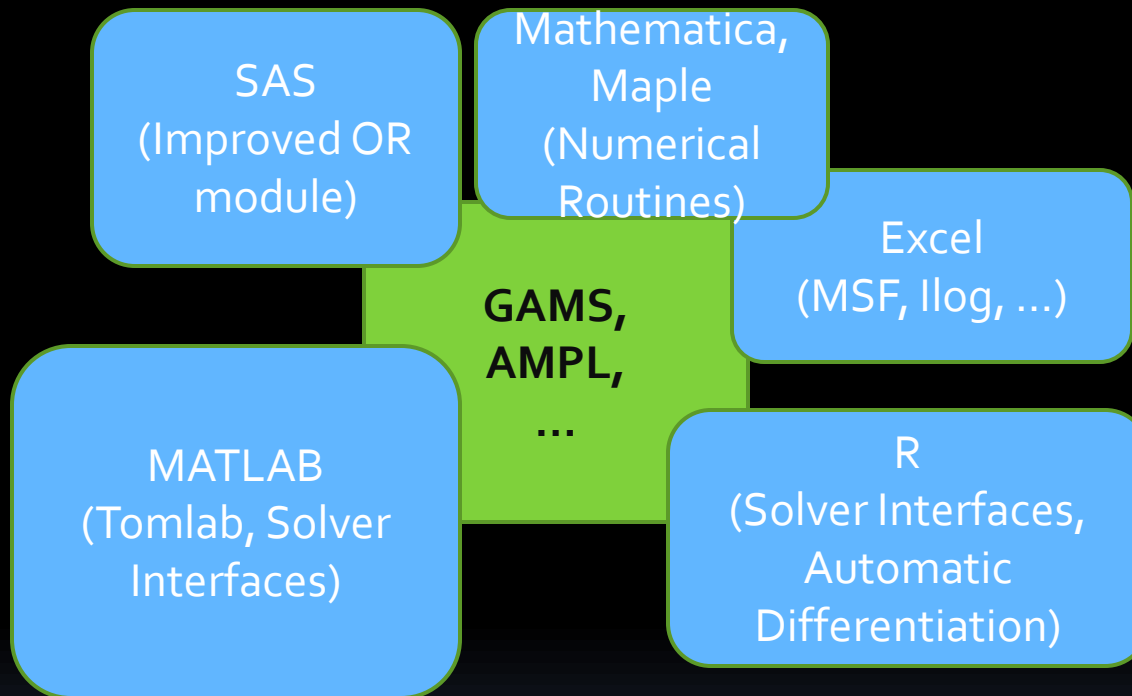 SAS
(Improved OR
module)
Mathematica,
Maple
(Numerical
Routines)
Excel
(MSF, Ilog, ...)
GAMS,
AMPL,
...
MATLAB
(Tomlab, Solver
Interfaces)
R
(Solver Interfaces,
Automatic
Differentiation)